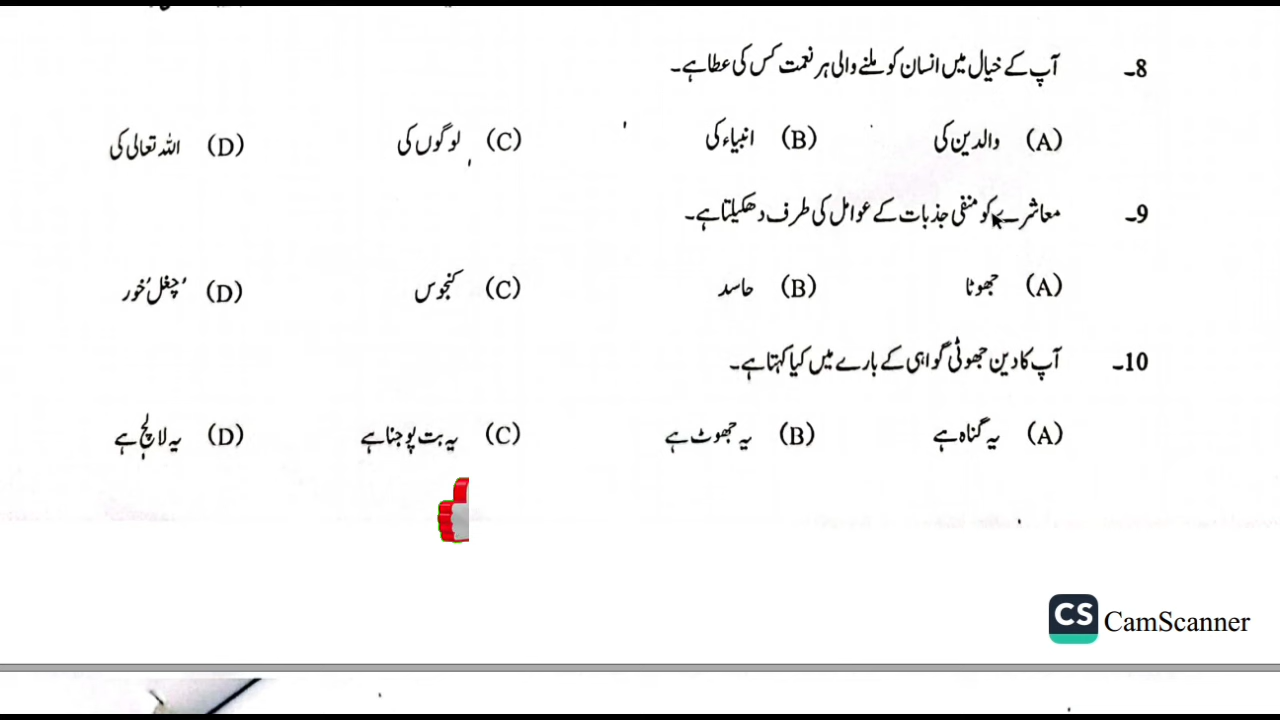 8۔ آپ کے خیال میں انسان کو ملنے والی ہر نعمت کس کی عطا ہے۔
(A) والدین کی (B) انبیاء کی (C) لوگوں کی (D) اللہ تعالی کی
9۔ معاشرے کو منفی جذبات کے عوامل کی طرف دھکیلتا ہے۔
(A) جھوٹا (B) حاسد (C) کنجوس (D) چغل خور
10۔ آپ کا دین جھوٹی گواہی کے بارے میں کیا کہتا ہے۔
(A) یہ گناہ ہے (B) یہ جھوٹ ہے (C) یہ بت پوجنا ہے (D) یہ لالچ ہے
CS CamScanner